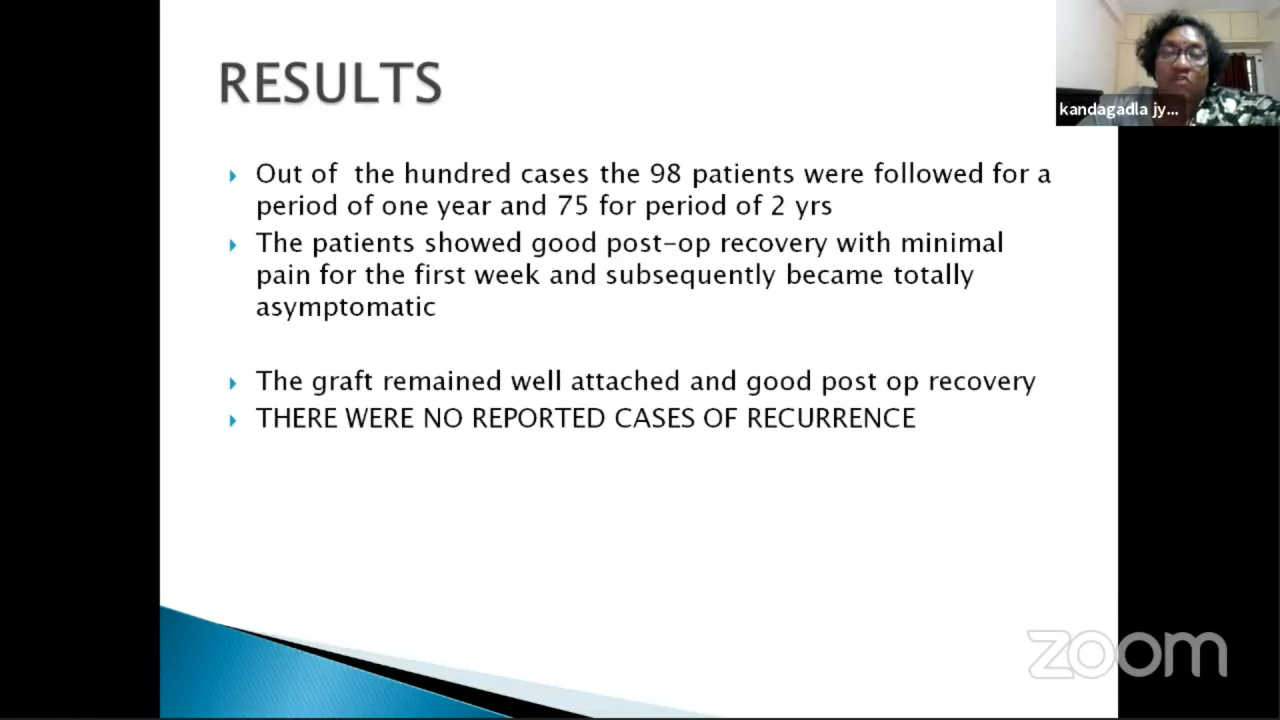 RESULTS
kandagadla jy...
Out of the hundred cases the 98 patients were followed for a
period of one year and 75 for period of 2 yrs
The patients showed good post-op recovery with minimal
pain for the first week and subsequently became totally
asymptomatic
The graft remained well attached and good post op recovery
THERE WERE NO REPORTED CASES OF RECURRENCE
zoom